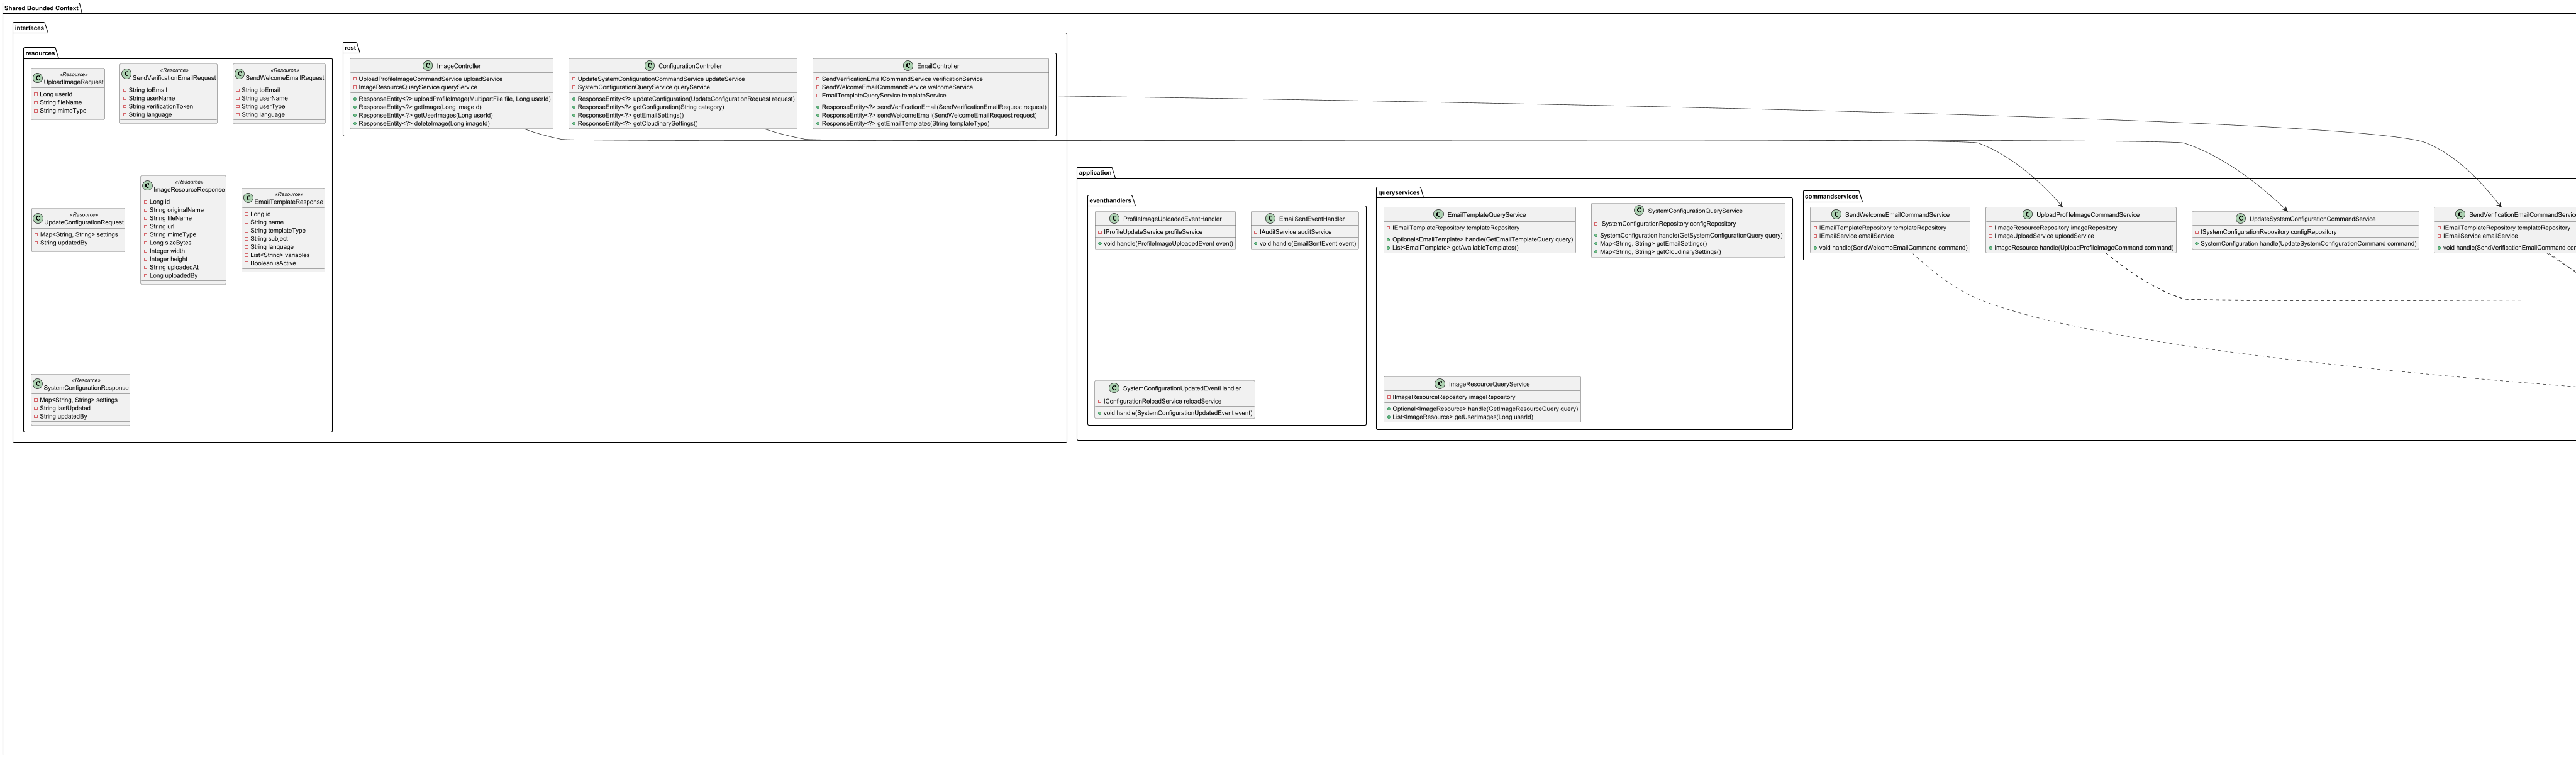 Shared Bounded Context
interfaces
resources
C
«Resource»
UploadImageRequest
Long userId
String fileName
String mimeType
C
«Resource»
SendVerificationEmailRequest
String toEmail
String userName
String verificationToken
String language
C
«Resource»
SendWelcomeEmailRequest
String toEmail
String userName
String userType
String language
C
«Resource»
UpdateConfigurationRequest
Map<String, String> settings
String updatedBy
C
«Resource»
ImageResourceResponse
Long id
String originalName
String fileName
String url
String mimeType
Long sizeBytes
Integer width
Integer height
String uploadedAt
Long uploadedBy
C
«Resource»
EmailTemplateResponse
Long id
String name
String templateType
String subject
String language
List<String> variables
Boolean isActive
C
«Resource»
SystemConfigurationResponse
Map<String, String> settings
String lastUpdated
String updatedBy
rest
C
ImageController
UploadProfileImageCommandService uploadService
ImageResourceQueryService queryService
ResponseEntity<?> uploadProfileImage(MultipartFile file, Long userId)
ResponseEntity<?> getImage(Long imageId)
ResponseEntity<?> getUserImages(Long userId)
ResponseEntity<?> deleteImage(Long imageId)
C
ConfigurationController
UpdateSystemConfigurationCommandService updateService
SystemConfigurationQueryService queryService
ResponseEntity<?> updateConfiguration(UpdateConfigurationRequest request)
ResponseEntity<?> getConfiguration(String category)
ResponseEntity<?> getEmailSettings()
ResponseEntity<?> getCloudinarySettings()
C
EmailController
SendVerificationEmailCommandService verificationService
SendWelcomeEmailCommandService welcomeService
EmailTemplateQueryService templateService
ResponseEntity<?> sendVerificationEmail(SendVerificationEmailRequest request)
ResponseEntity<?> sendWelcomeEmail(SendWelcomeEmailRequest request)
ResponseEntity<?> getEmailTemplates(String templateType)
application
eventhandlers
C
ProfileImageUploadedEventHandler
IProfileUpdateService profileService
void handle(ProfileImageUploadedEvent event)
C
EmailSentEventHandler
IAuditService auditService
void handle(EmailSentEvent event)
C
SystemConfigurationUpdatedEventHandler
IConfigurationReloadService reloadService
void handle(SystemConfigurationUpdatedEvent event)
queryservices
C
EmailTemplateQueryService
IEmailTemplateRepository templateRepository
Optional<EmailTemplate> handle(GetEmailTemplateQuery query)
List<EmailTemplate> getAvailableTemplates()
C
SystemConfigurationQueryService
ISystemConfigurationRepository configRepository
SystemConfiguration handle(GetSystemConfigurationQuery query)
Map<String, String> getEmailSettings()
Map<String, String> getCloudinarySettings()
C
ImageResourceQueryService
IImageResourceRepository imageRepository
Optional<ImageResource> handle(GetImageResourceQuery query)
List<ImageResource> getUserImages(Long userId)
commandservices
C
SendWelcomeEmailCommandService
IEmailTemplateRepository templateRepository
IEmailService emailService
void handle(SendWelcomeEmailCommand command)
C
UploadProfileImageCommandService
IImageResourceRepository imageRepository
IImageUploadService uploadService
ImageResource handle(UploadProfileImageCommand command)
C
UpdateSystemConfigurationCommandService
ISystemConfigurationRepository configRepository
SystemConfiguration handle(UpdateSystemConfigurationCommand command)
C
SendVerificationEmailCommandService
IEmailTemplateRepository templateRepository
IEmailService emailService
void handle(SendVerificationEmailCommand